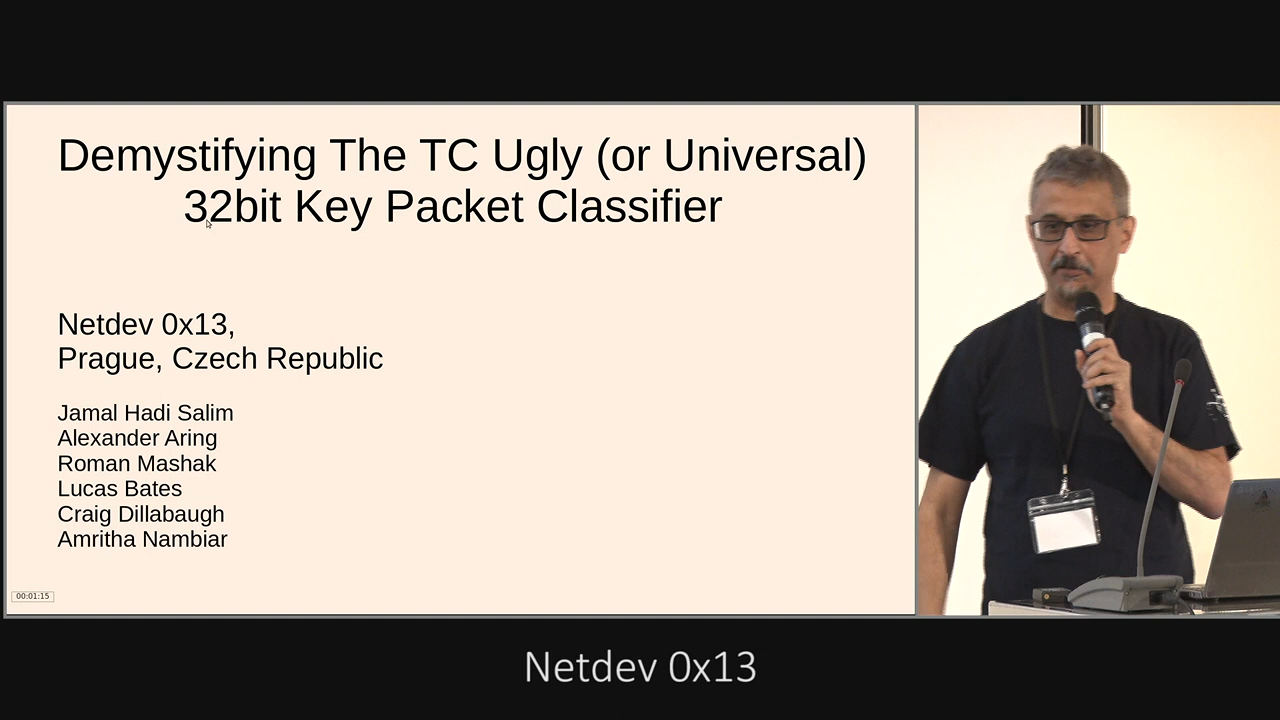 Demystifying The TC Ugly (or Universal)
32bit Key Packet Classifier
Netdev 0x13,
Prague, Czech Republic
Jamal Hadi Salim
Alexander Aring
Roman Mashak
Lucas Bates
Craig Dillabaugh
Amritha Nambiar
00:01:15
Netdev 0x13